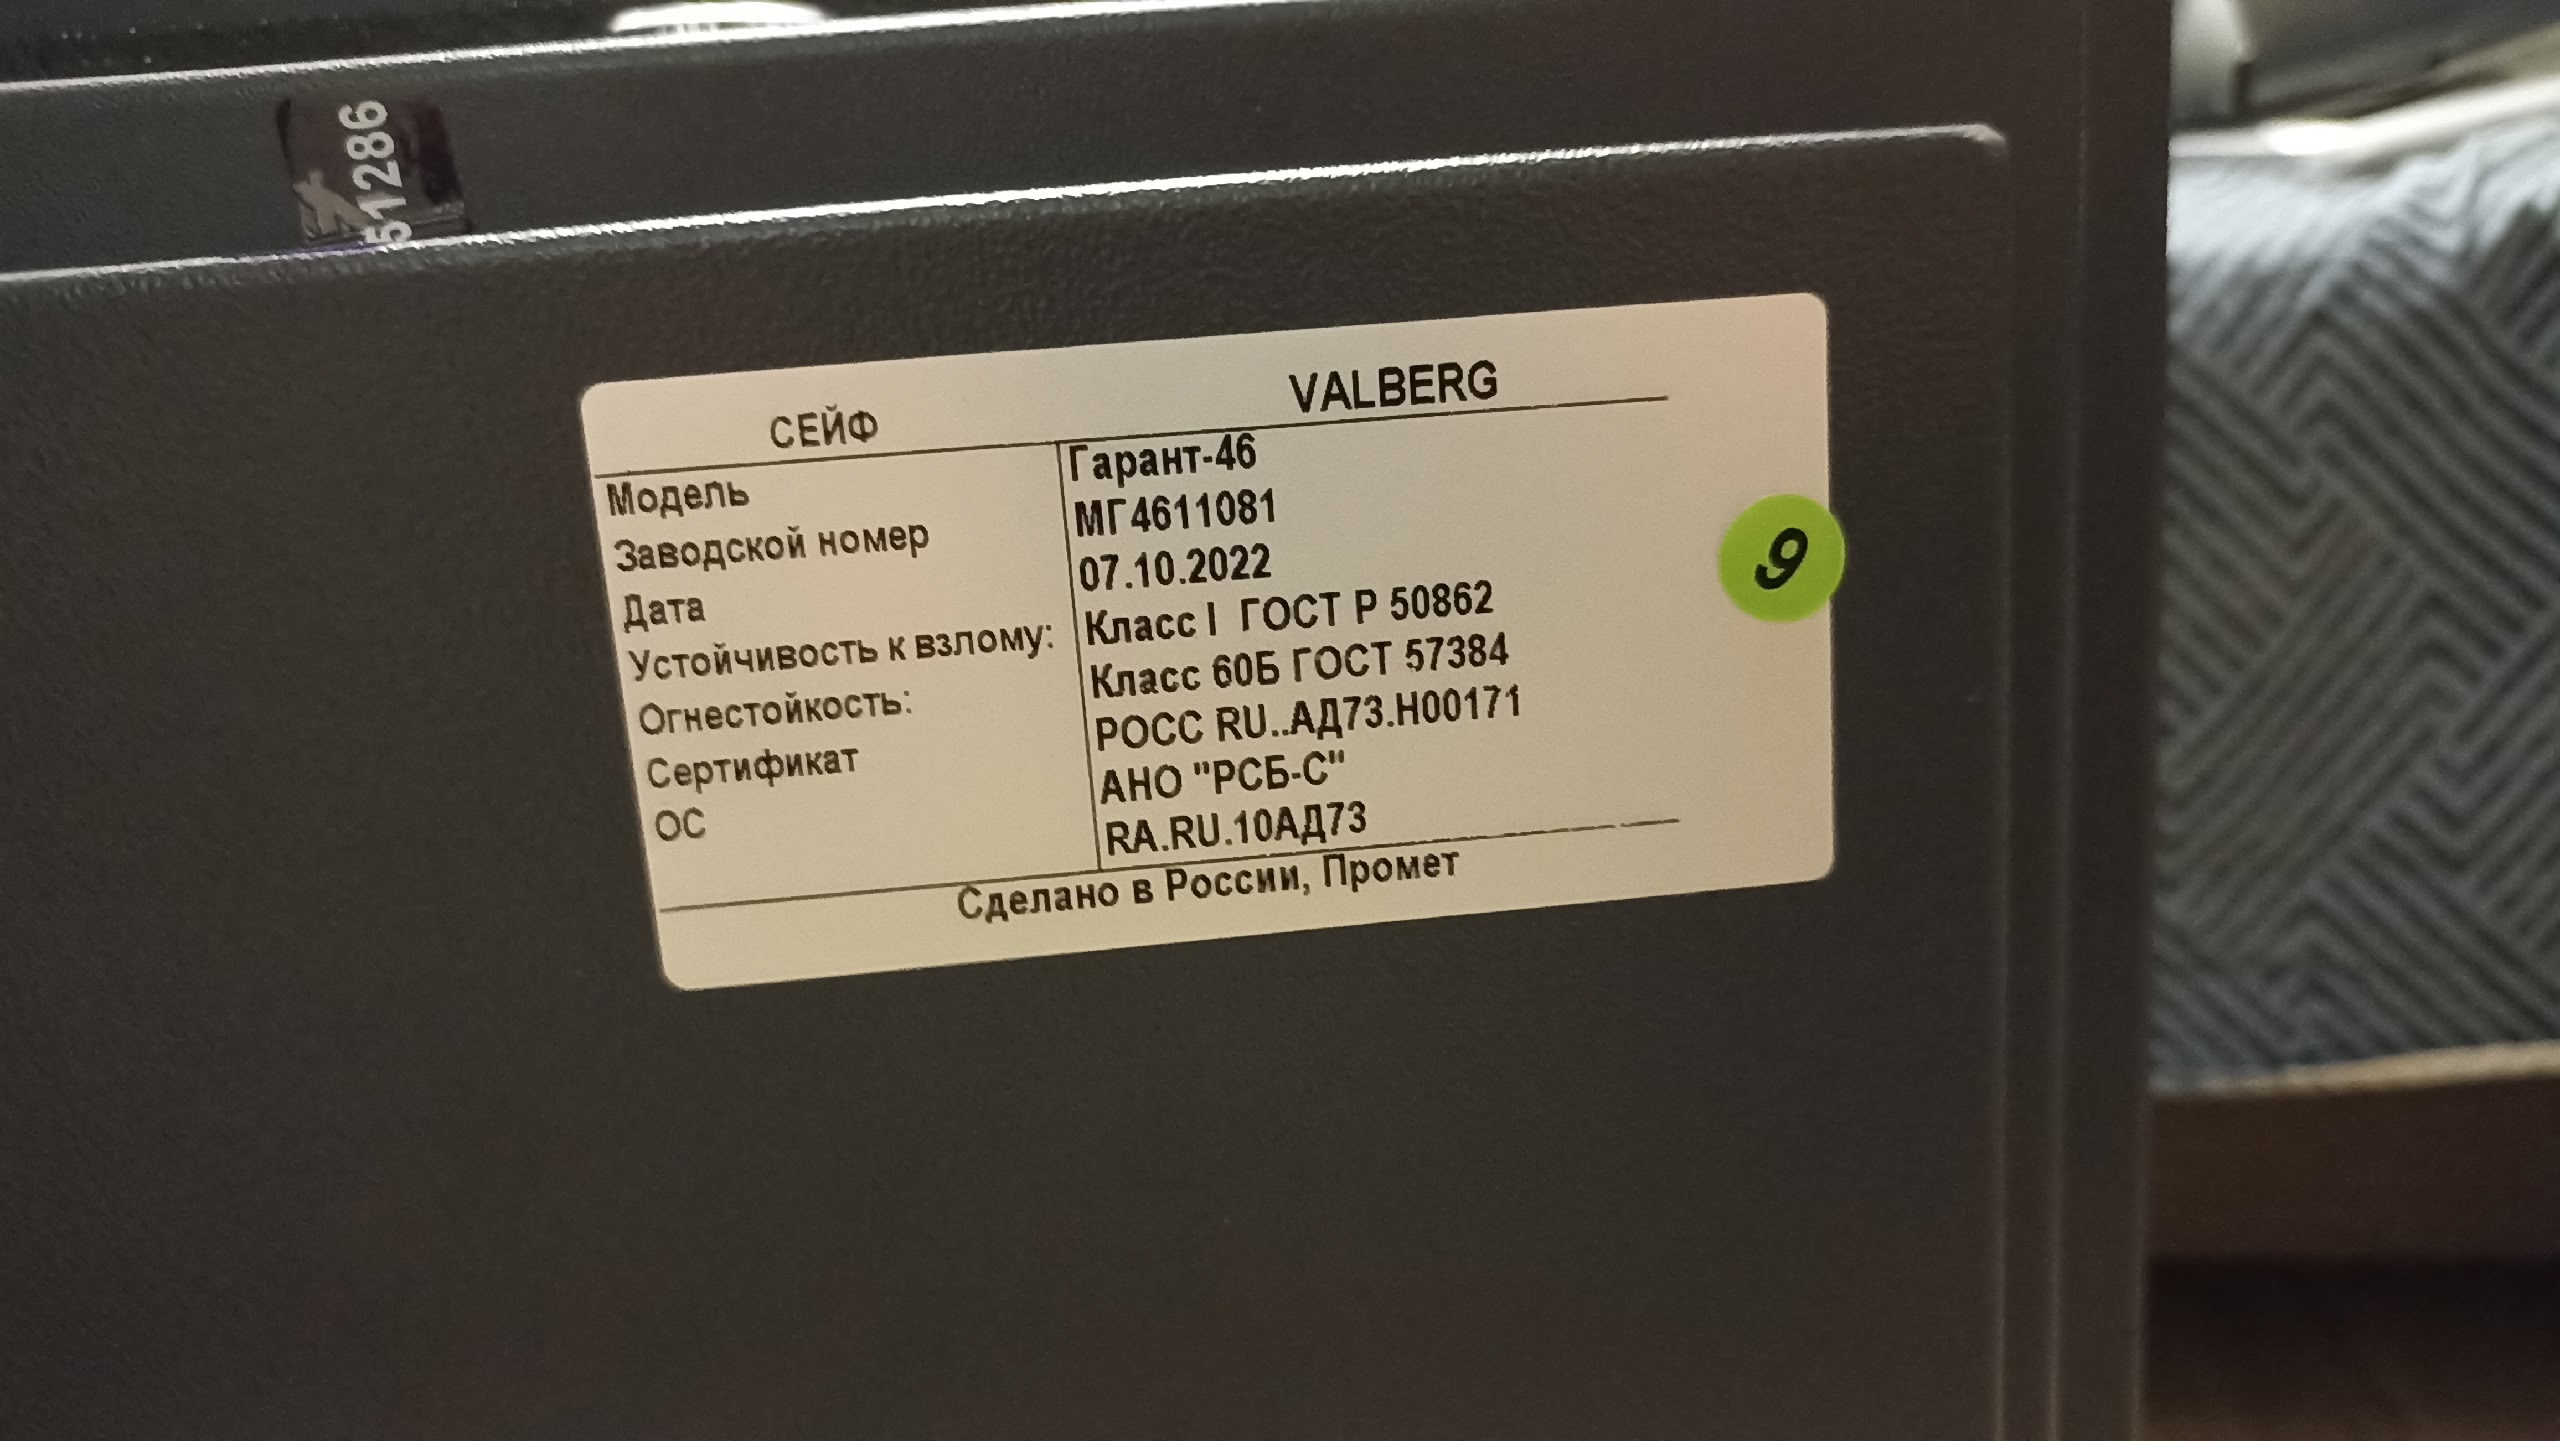 51286
СЕЙФ VALBERG
Модель Гарант-46
Заводской номер МГ4611081
Дата 07.10.2022
Устойчивость к взлому: Класс I ГОСТ Р 50862
Огнестойкость: Класс 60Б ГОСТ 57384
Сертификат РОСС RU..АД73.Н00171
ОС АНО "РСБ-С"
RA.RU.10АД73
Сделано в России, Промет
9